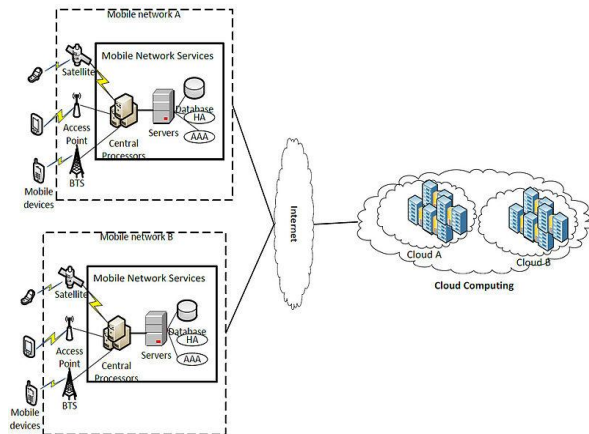 Mobile network A
Mobile Network Services
Satellite
Database
HA
Access
Point
Servers
AAA
Central
Processors
Mobile
devices
BTS
Mobile network B
Mobile Network Services
Satellite
Database
HA
Access
Point
Servers
AAA
Central
Processors
Mobile
devices
BTS
Internet
Cloud A
Cloud B
Cloud Computing